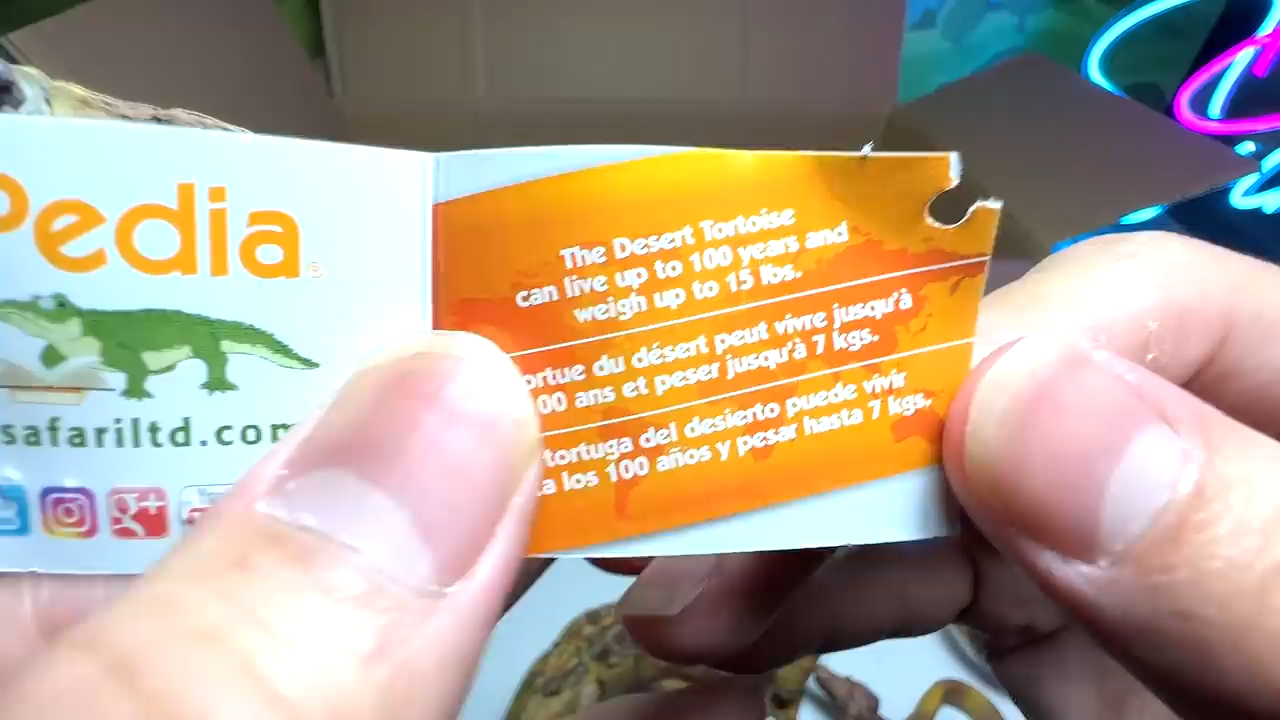 Pedia
safariltd.com
The Desert Tortoise
can live up to 100 years and
weigh up to 15 lbs.
ortue du désert peut vivre jusqu'à
00 ans et peser jusqu'à 7 kgs.
tortuga del desierto puede vivir
a los 100 años y pesar hasta 7 kgs.
g+